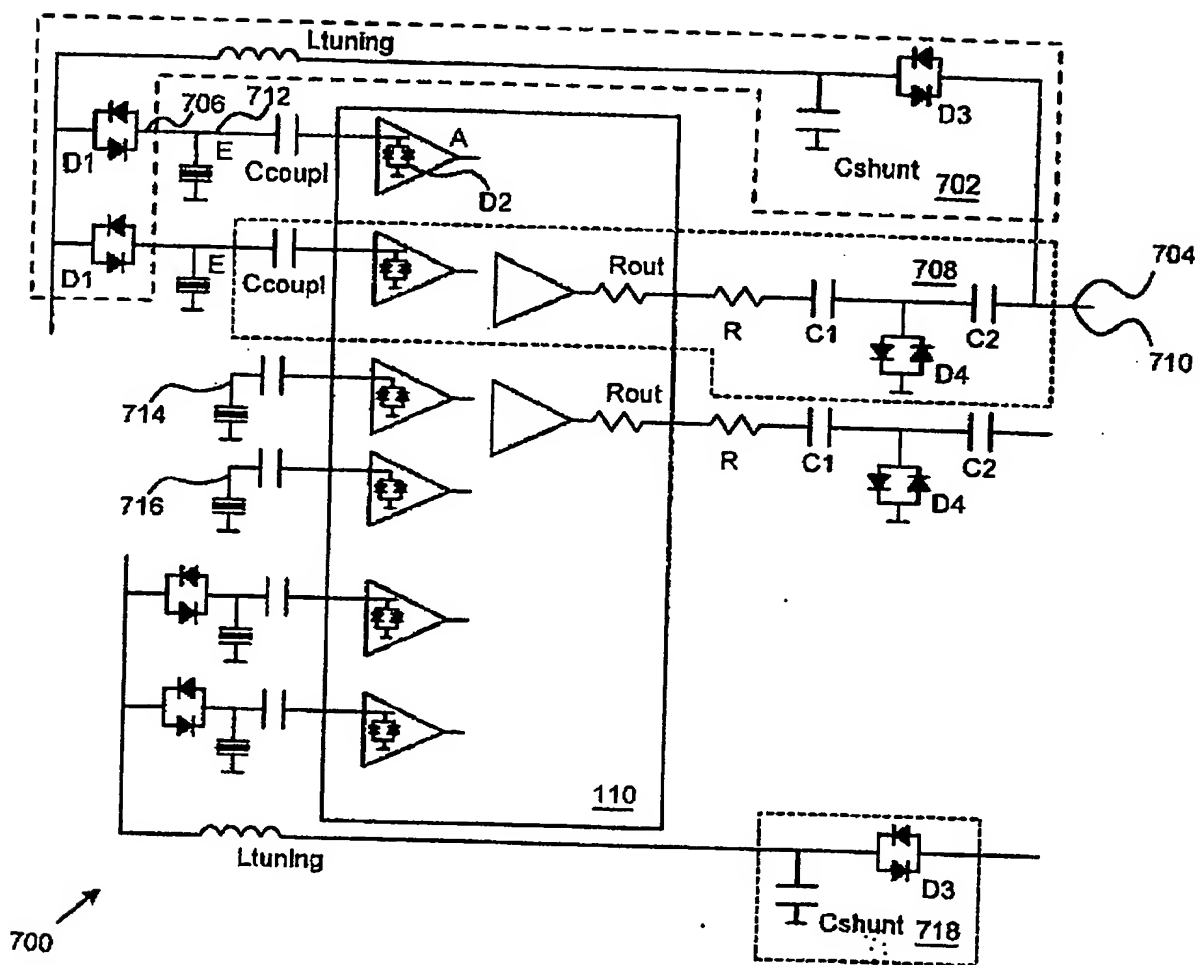 Ltuning
706
712
D3
D1
E
Ccoupl
A
D2
Cshunt
702
D1
E
Ccoupl
Rout
708
704
R
C1
C2
D4
710
714
Rout
R
C1
C2
D4
716
110
Ltuning
D3
Cshunt
718
700